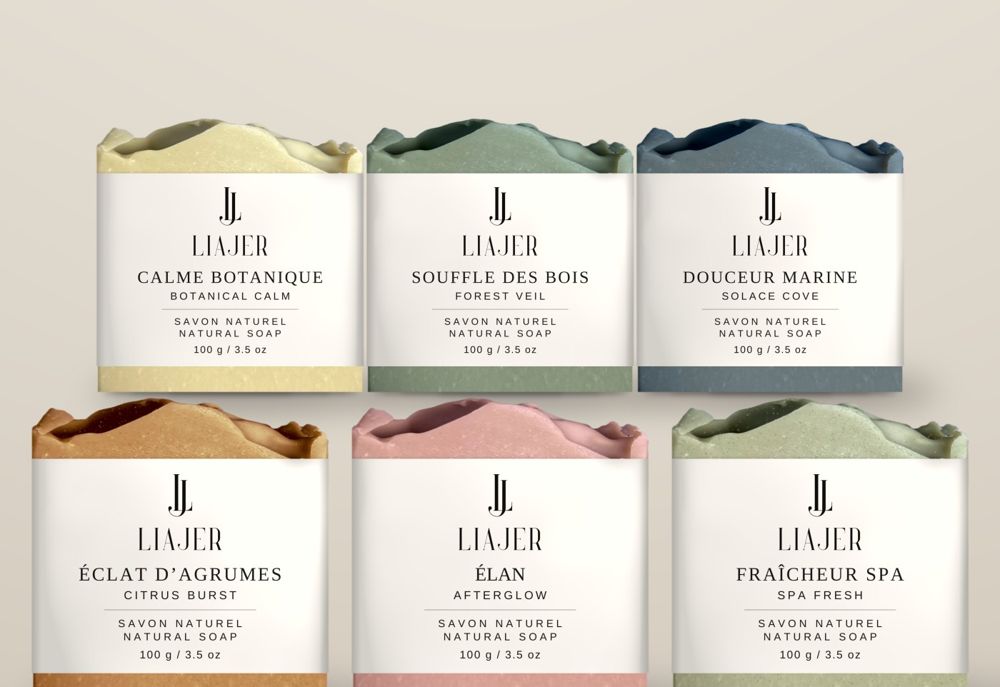 JL
LIAJER
CALME BOTANIQUE
BOTANICAL CALM
SAVON NATUREL
NATURAL SOAP
100 g / 3.5 oz
JL
LIAJER
SOUFFLE DES BOIS
FOREST VEIL
SAVON NATUREL
NATURAL SOAP
100 g / 3.5 oz
JL
LIAJER
DOUCEUR MARINE
SOLACE COVE
SAVON NATUREL
NATURAL SOAP
100 g / 3.5 oz
JL
LIAJER
ÉCLAT D’AGRUMES
CITRUS BURST
SAVON NATUREL
NATURAL SOAP
100 g / 3.5 oz
JL
LIAJER
ÉLAN
AFTERGLOW
SAVON NATUREL
NATURAL SOAP
100 g / 3.5 oz
JL
LIAJER
FRAÎCHEUR SPA
SPA FRESH
SAVON NATUREL
NATURAL SOAP
100 g / 3.5 oz